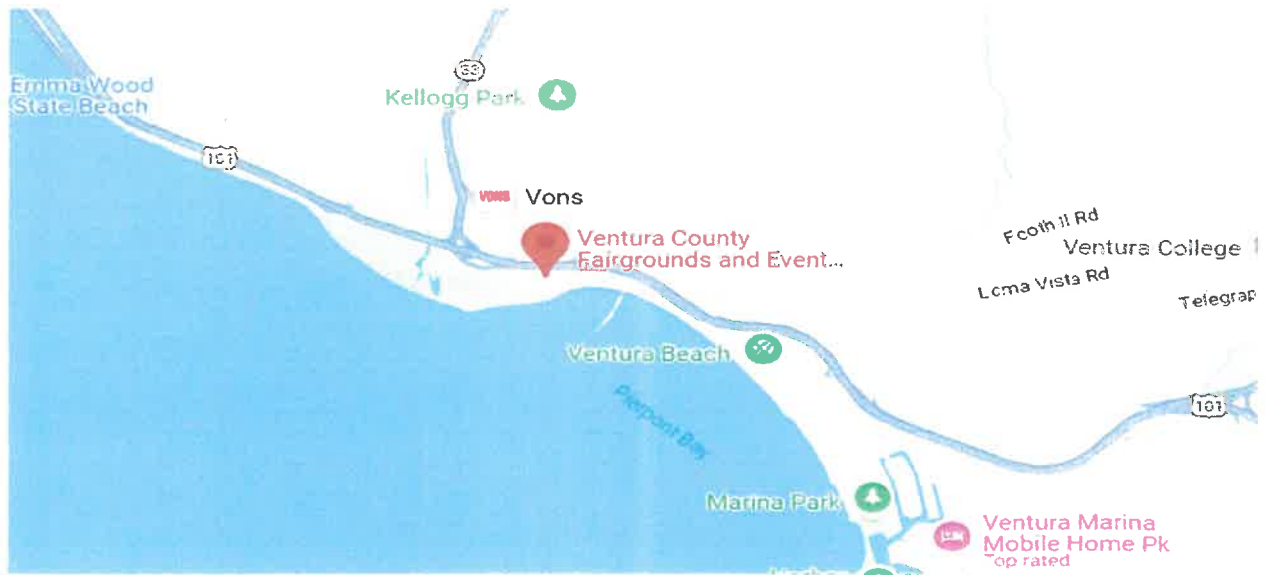 Emma Wood
State Beach
33
Kellogg Park
101
VONS Vons
Ventura County
Fairgrounds and Event...
Foothill Rd
Ventura College
Loma Vista Rd
Telegrap
Ventura Beach
Pierpont Bay
101
Marina Park
Ventura Marina
Mobile Home Pk
Top rated